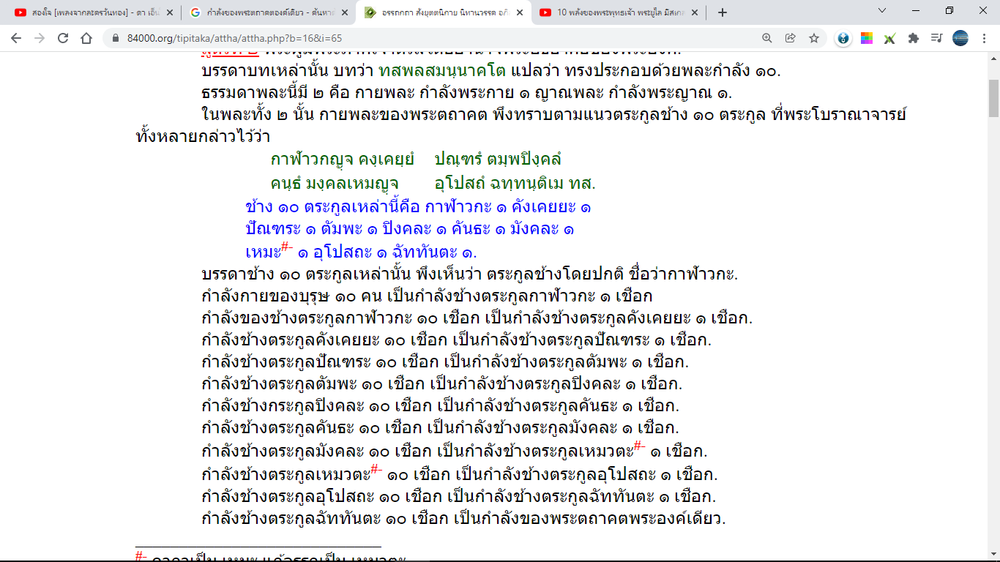 สองใจ [เพลงจากละครวันทอง] - ดา เอ็นโ
กำลังของพระตถาคตองค์เดียว - ค้นหาด้
อรรถกถา สังยุตตนิกาย นิทานวรรค อภิ
10 พลังของพระพุทธเจ้า พระยูไล มิสเกล
84000.org/tipitaka/attha/attha.php?b=16&i=65
บรรดาบทเหล่านั้น บทว่า ทสพลสมนฺนาคโต แปลว่า ทรงประกอบด้วยพละกำลัง ๑๐.
ธรรมดาพละนี้มี ๒ คือ กายพละ กำลังพระกาย ๑ ญาณพละ กำลังพระญาณ ๑.
ในพละทั้ง ๒ นั้น กายพละของพระตถาคต พึงทราบตามแนวตระกูลช้าง ๑๐ ตระกูล ที่พระโบราณาจารย์
ทั้งหลายกล่าวไว้ว่า
กาฬาวกญฺจ คงฺเคยฺยํ ปณฺฑรํ ตมฺพปิงฺคลํ
คนฺธํ มงฺคลเหมญฺจ อุโปสถํ ฉทฺทนฺติเม ทส.
ช้าง ๑๐ ตระกูลเหล่านี้คือ กาฬาวกะ ๑ คังเคยยะ ๑
ปัณฑระ ๑ ตัมพะ ๑ ปิงคละ ๑ คันธะ ๑ มังคละ ๑
เหมะ#- ๑ อุโปสถะ ๑ ฉัททันตะ ๑.
บรรดาช้าง ๑๐ ตระกูลเหล่านั้น พึงเห็นว่า ตระกูลช้างโดยปกติ ชื่อว่ากาฬาวกะ.
กำลังกายของบุรุษ ๑๐ คน เป็นกำลังช้างตระกูลกาฬาวกะ ๑ เชือก
กำลังของช้างตระกูลกาฬาวกะ ๑๐ เชือก เป็นกำลังช้างตระกูลคังเคยยะ ๑ เชือก.
กำลังช้างตระกูลคังเคยยะ ๑๐ เชือก เป็นกำลังช้างตระกูลปัณฑระ ๑ เชือก.
กำลังช้างตระกูลปัณฑระ ๑๐ เชือก เป็นกำลังช้างตระกูลตัมพะ ๑ เชือก.
กำลังช้างตระกูลตัมพะ ๑๐ เชือก เป็นกำลังช้างตระกูลปิงคละ ๑ เชือก.
กำลังช้างกระกูลปิงคละ ๑๐ เชือก เป็นกำลังช้างตระกูลคันธะ ๑ เชือก.
กำลังช้างตระกูลคันธะ ๑๐ เชือก เป็นกำลังช้างตระกูลมังคละ ๑ เชือก.
กำลังช้างตระกูลมังคละ ๑๐ เชือก เป็นกำลังช้างตระกูลเหมวตะ#- ๑ เชือก.
กำลังช้างตระกูลเหมวตะ#- ๑๐ เชือก เป็นกำลังช้างตระกูลอุโปสถะ ๑ เชือก.
กำลังช้างตระกูลอุโปสถะ ๑๐ เชือก เป็นกำลังช้างตระกูลฉัททันตะ ๑ เชือก.
กำลังช้างตระกูลฉัททันตะ ๑๐ เชือก เป็นกำลังของพระตถาคตพระองค์เดียว.